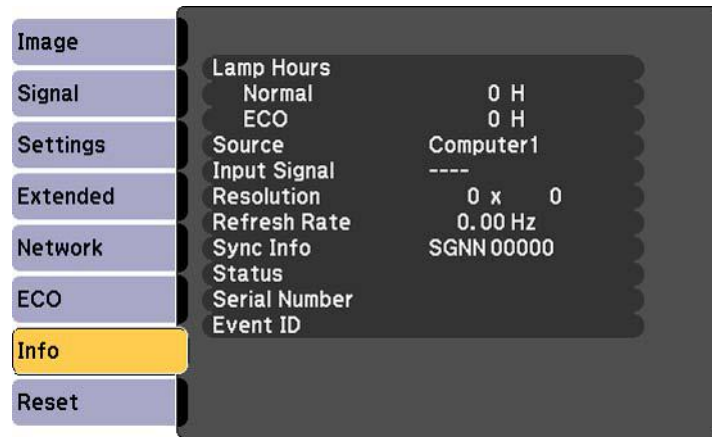 Image
Signal
Settings
Extended
Network
ECO
Info
Reset
Lamp Hours
Normal 0 H
ECO 0 H
Source Computer1
Input Signal ----
Resolution 0 x 0
Refresh Rate 0.00 Hz
Sync Info SGNN 00000
Status
Serial Number
Event ID